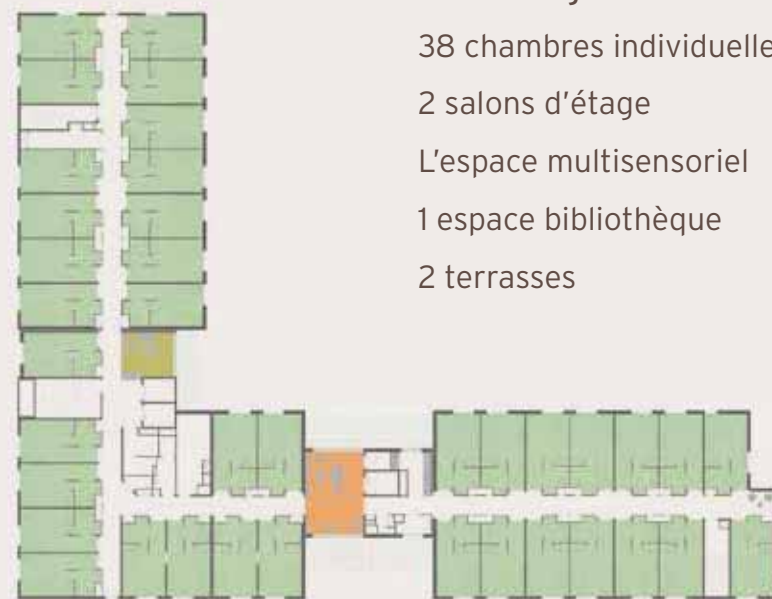 38 chambres individuelle
2 salons d'étage
L'espace multisensoriel
1 espace bibliothèque
2 terrasses